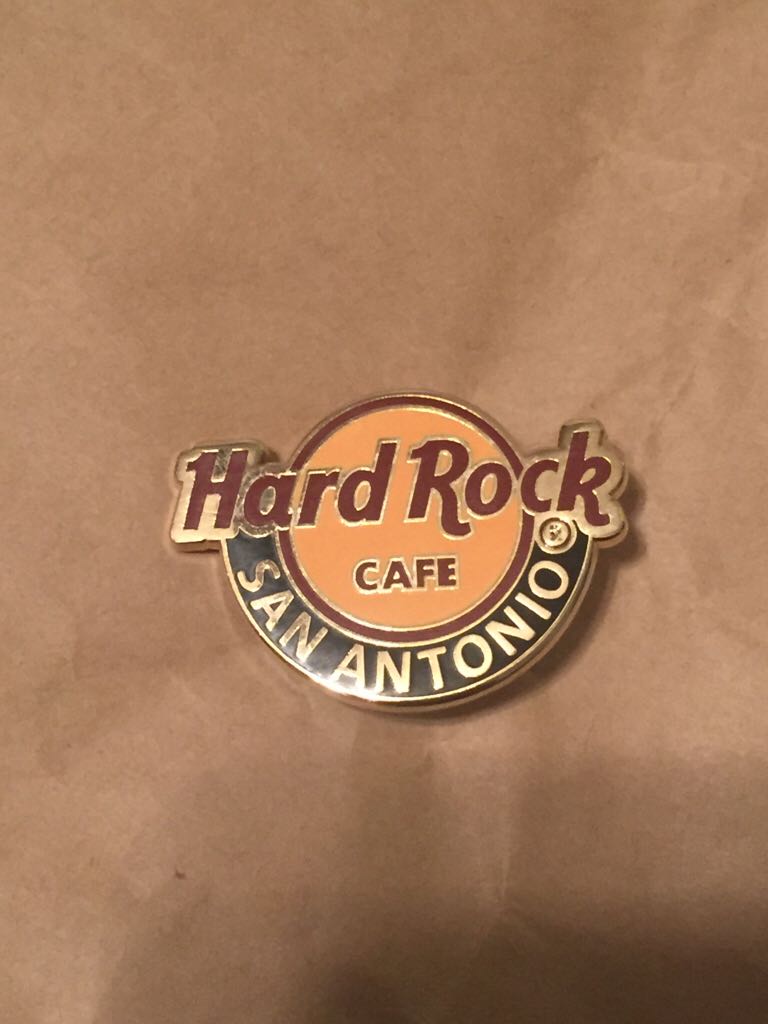 Hard Rock
CAFE
®
SAN ANTONIO